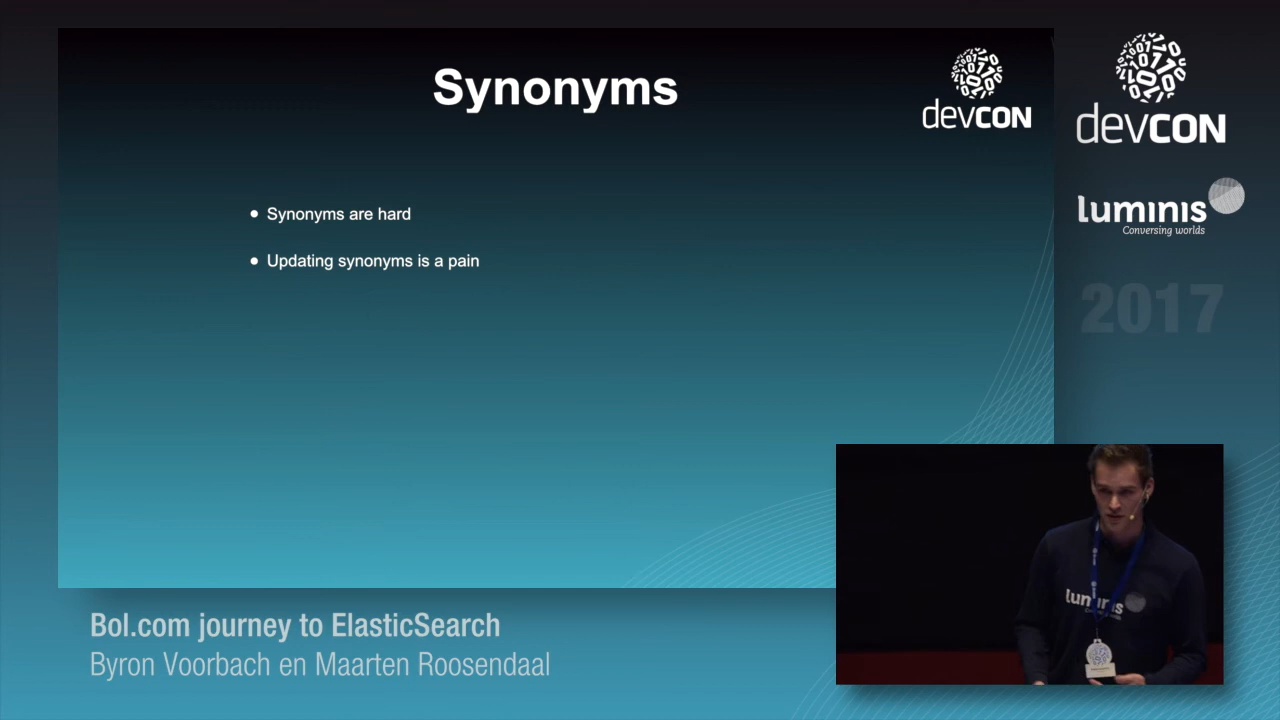 Synonyms
devcon
Synonyms are hard
Updating synonyms is a pain
devcon
luminis
Conversing worlds
2017
luminis
Bol.com journey to ElasticSearch
Byron Voorbach en Maarten Roosendaal